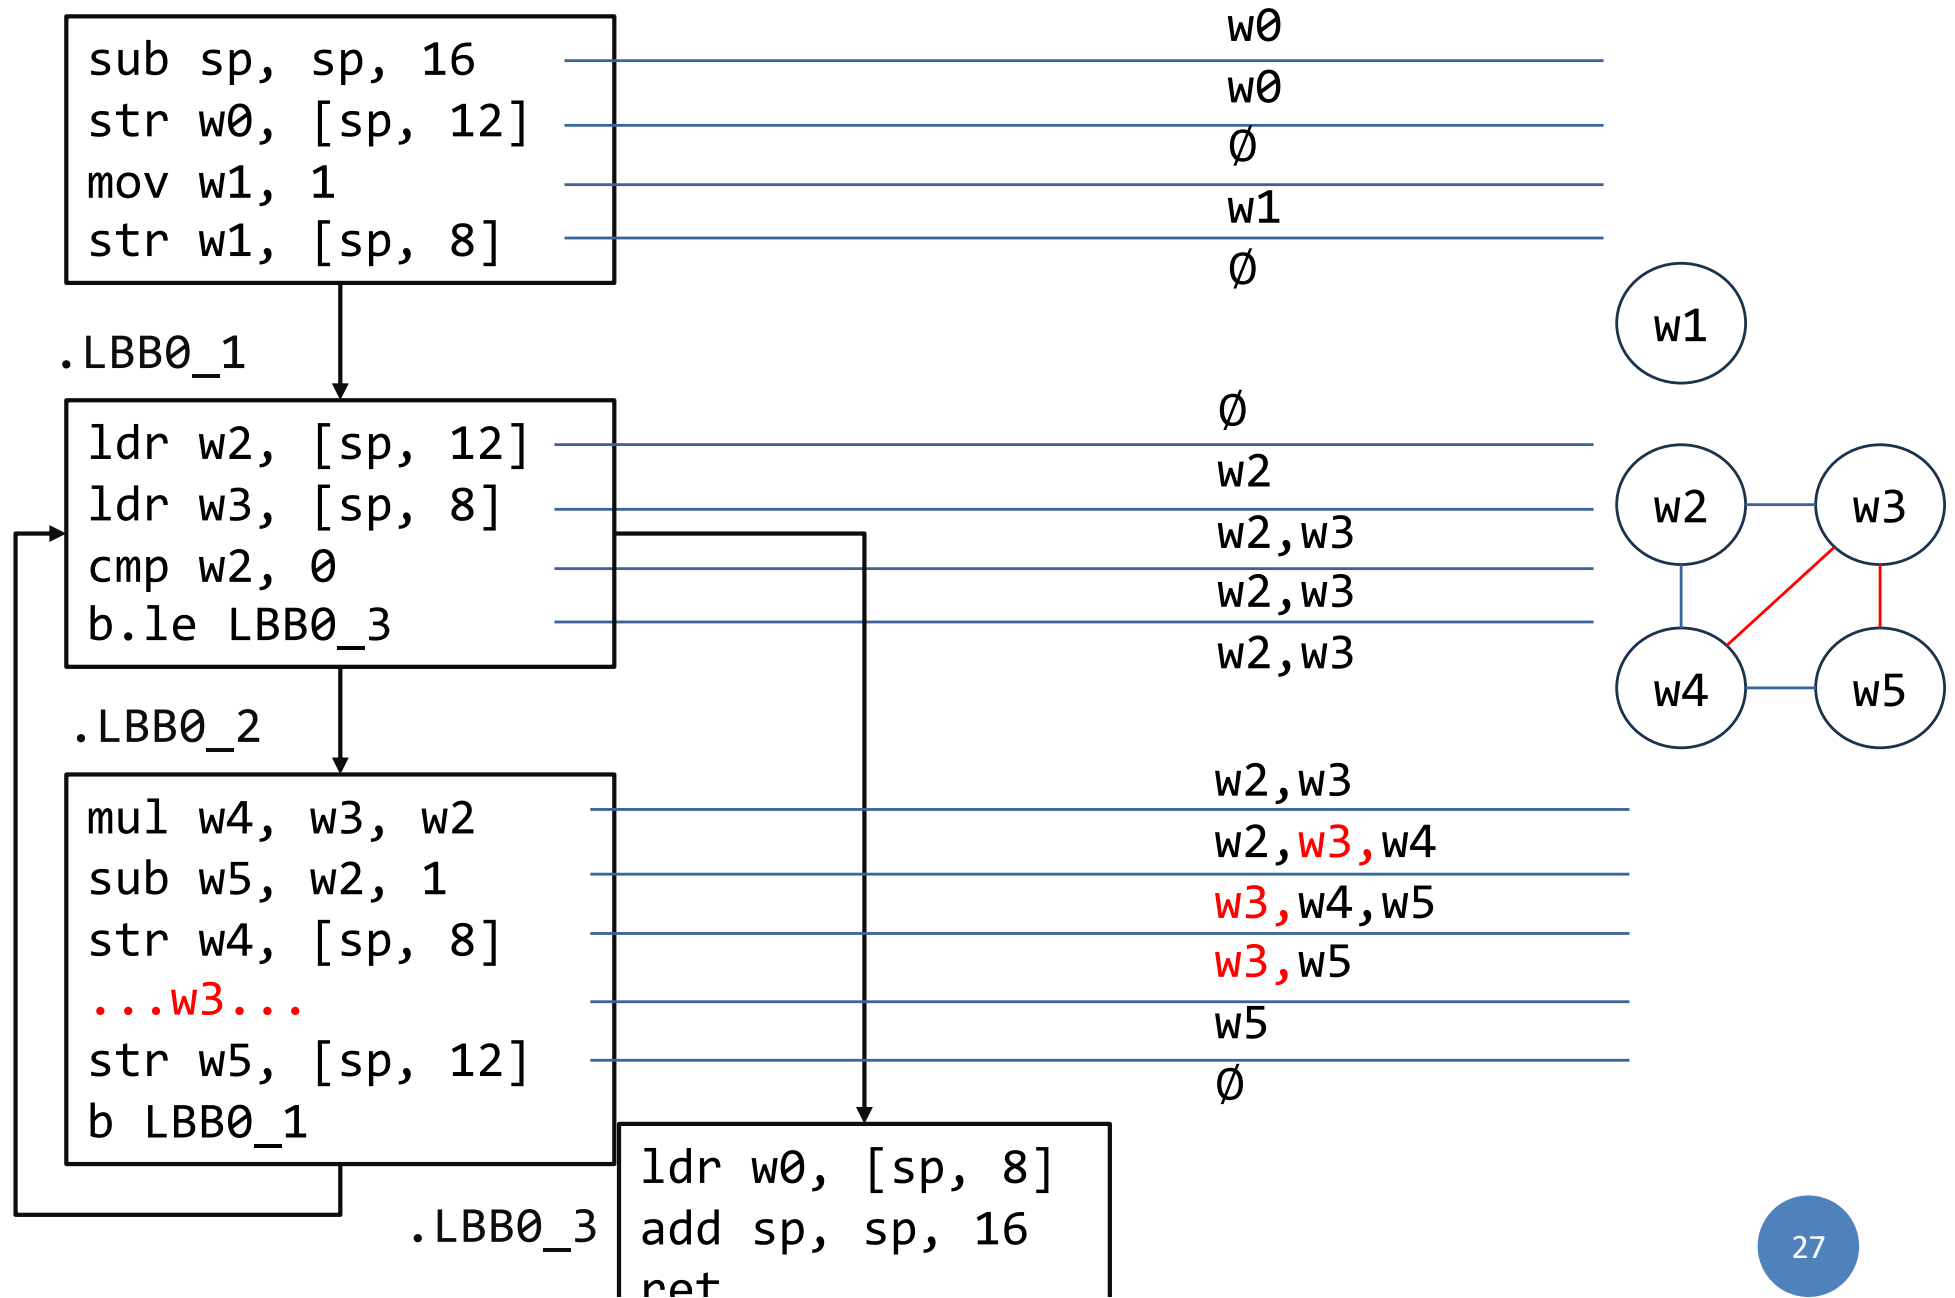 sub sp, sp, 16
str w0, [sp, 12]
mov w1, 1
str w1, [sp, 8]
w0
w0
Ø
w1
Ø
.LBB0_1
ldr w2, [sp, 12]
ldr w3, [sp, 8]
cmp w2, 0
b.le LBB0_3
Ø
w2
w2,w3
w2,w3
w2,w3
w1
w2
w3
w4
w5
.LBB0_2
mul w4, w3, w2
sub w5, w2, 1
str w4, [sp, 8]
...w3...
str w5, [sp, 12]
b LBB0_1
w2,w3
w2,w3,w4
w3,w4,w5
w3,w5
w5
Ø
.LBB0_3
ldr w0, [sp, 8]
add sp, sp, 16
ret
27